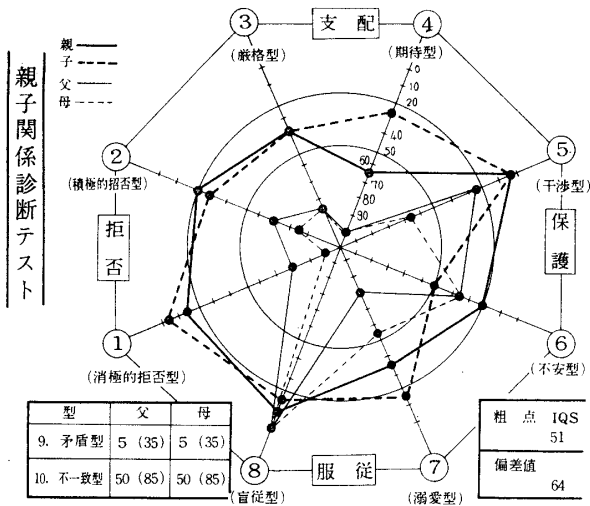 親子関係診断テスト
親
子
父
母
支配
③
(厳格型)
④
(期待型)
0
10
20
40
50
60
70
80
90
②
(積極的招否型)
⑤
(干渉型)
拒否
保護
①
(消極的拒否型)
⑥
(不安型)
型 父 母
9. 矛盾型 5 (35) 5 (35)
10. 不一致型 50 (85) 50 (85)
粗点 IQS
51
偏差値
64
⑧
(盲従型)
服従
⑦
(溺愛型)